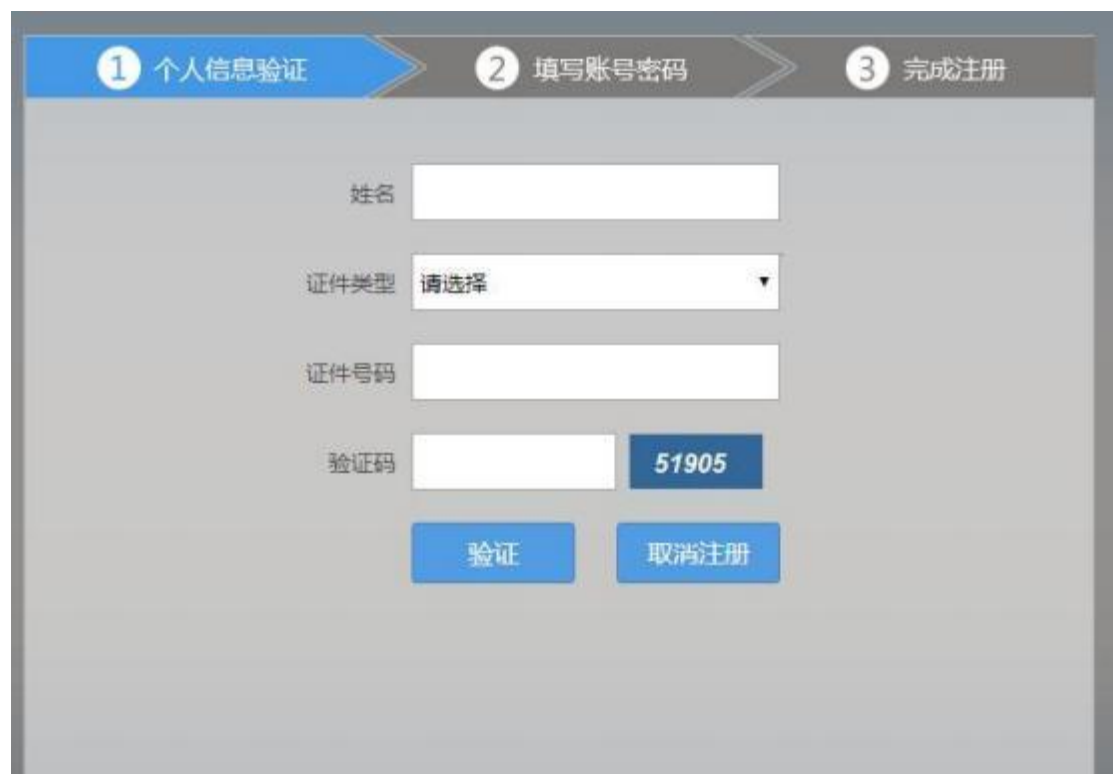 1 个人信息验证 2 填写账号密码 3 完成注册
姓名
证件类型 请选择
证件号码
验证码 51905
验证 取消注册